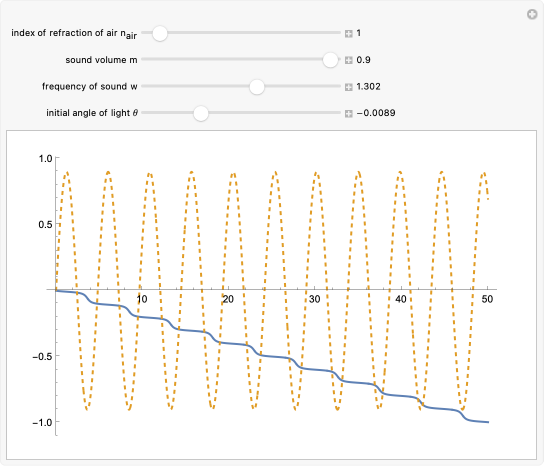 index of refraction of air nair 1
sound volume m 0.9
frequency of sound w 1.302
initial angle of light θ −0.0089
1.0
0.5
10 20 30 40 50
−0.5
−1.0